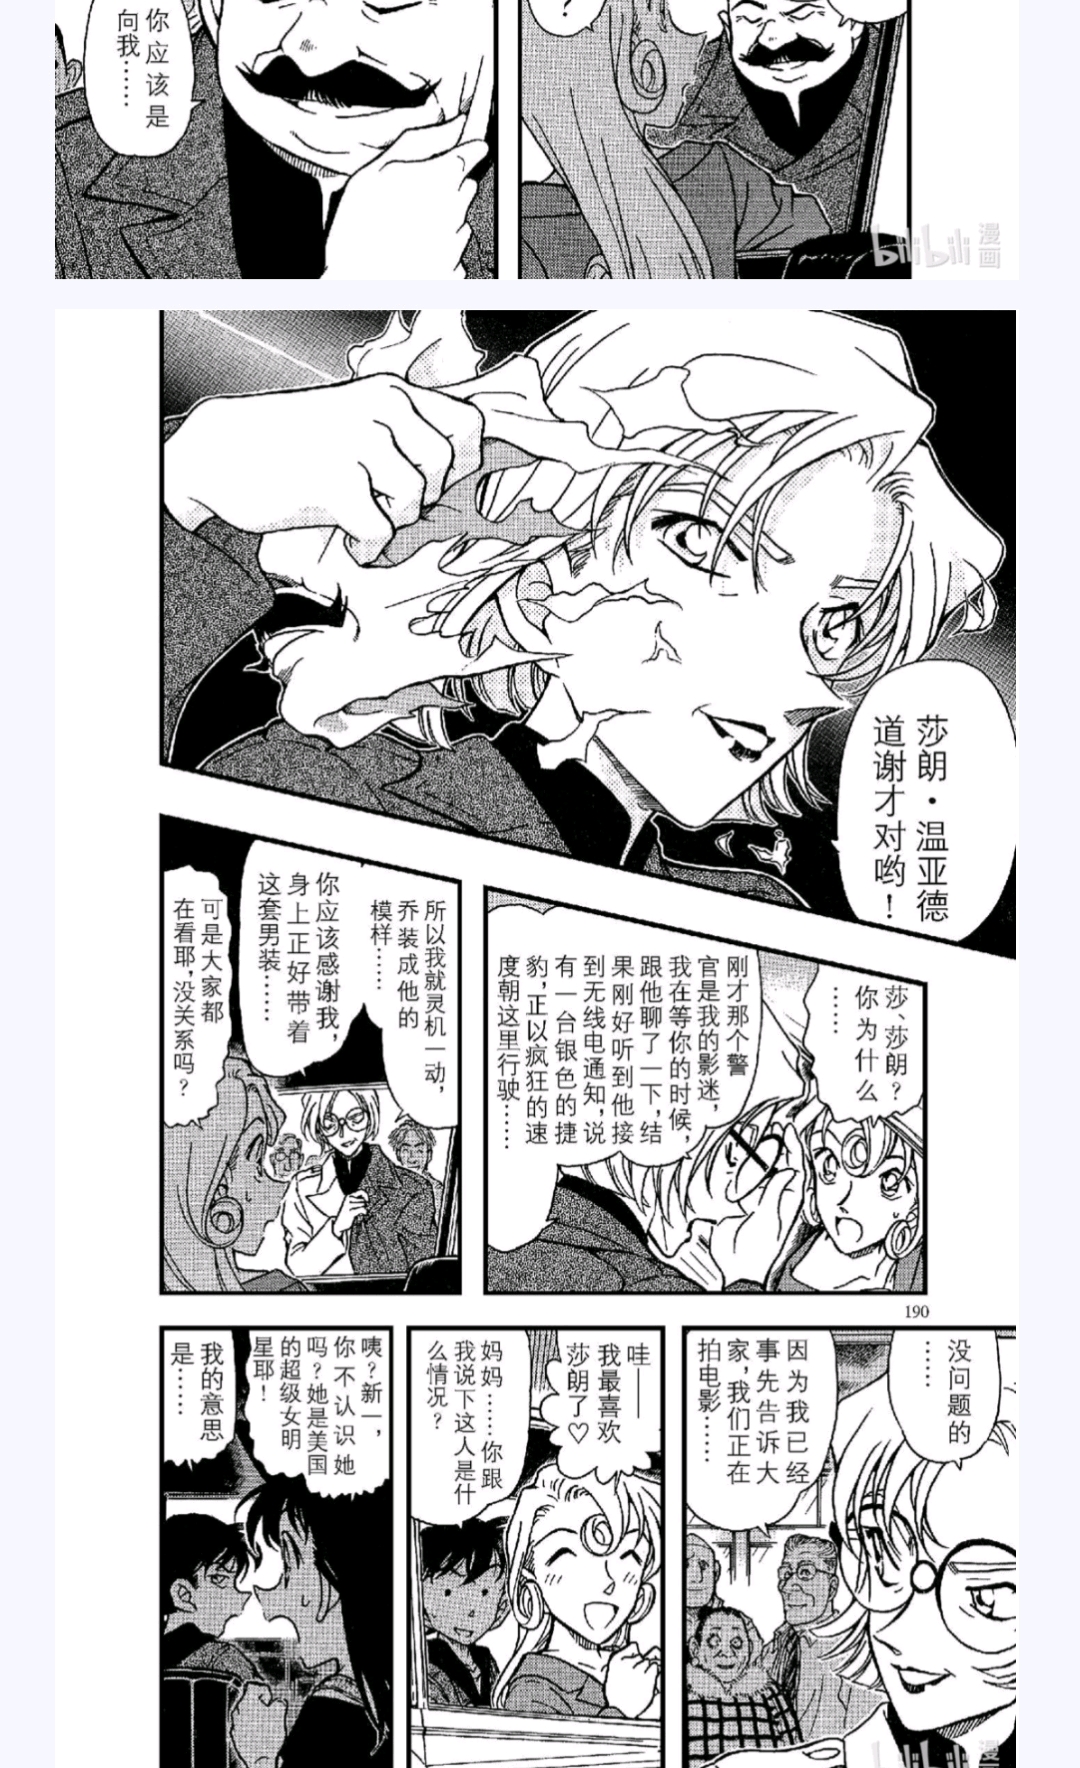 ？
你应该是
向我……
bilibili
漫画
莎朗·温亚德
道谢才对哟！
莎、莎朗？
你为什么
……
刚才那个警
官是我的影迷，
我在等你的时候，
跟他聊了一下，结
果刚好听到他接
到无线电通知，说
有一台银色的捷
豹，正以疯狂的速
度朝这里行驶……
所以我就灵机一动，
乔装成他的
模样……
你应该感谢我，
身上正好带着
这套男装……
可是大家都
在看耶，没关系吗？
190
没问题的
……
因为我已经
事先告诉大
家，我们正在
拍电影……
哇——
我最喜欢
莎朗了♡
妈妈……你跟
我说下这人是什
么情况？
咦？新一，
你不认识她
吗？她是美国
的超级女明
星耶！
我的意思
是……
bilibili
漫